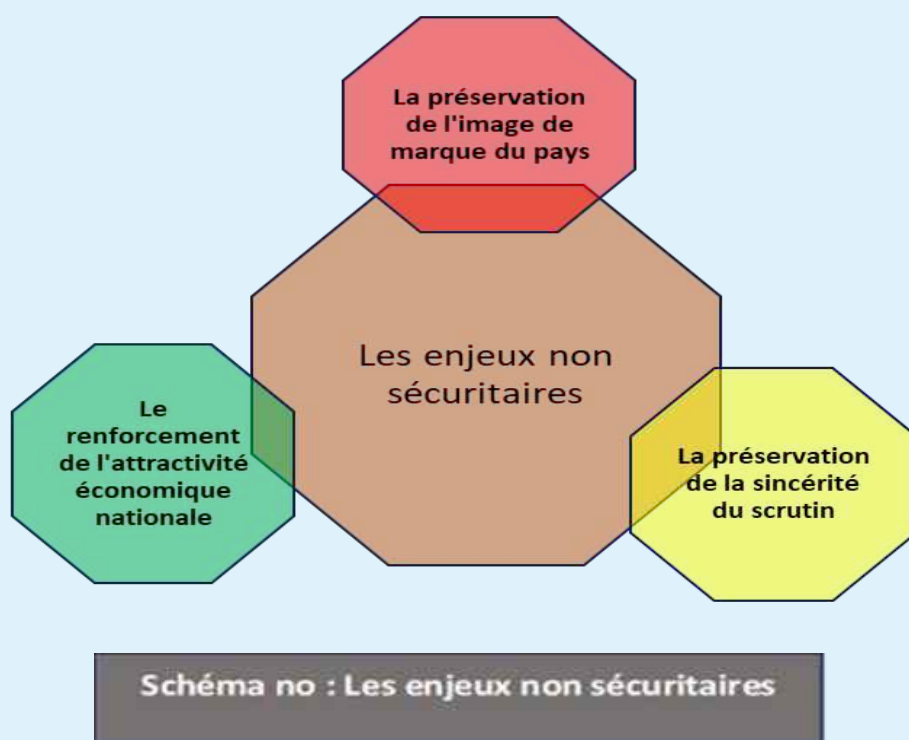 La préservation
de l'image de
marque du pays
Les enjeux non
sécuritaires
Le
renforcement
de l'attractivité
économique
nationale
La préservation
de la sincérité
du scrutin
Schéma no : Les enjeux non sécuritaires